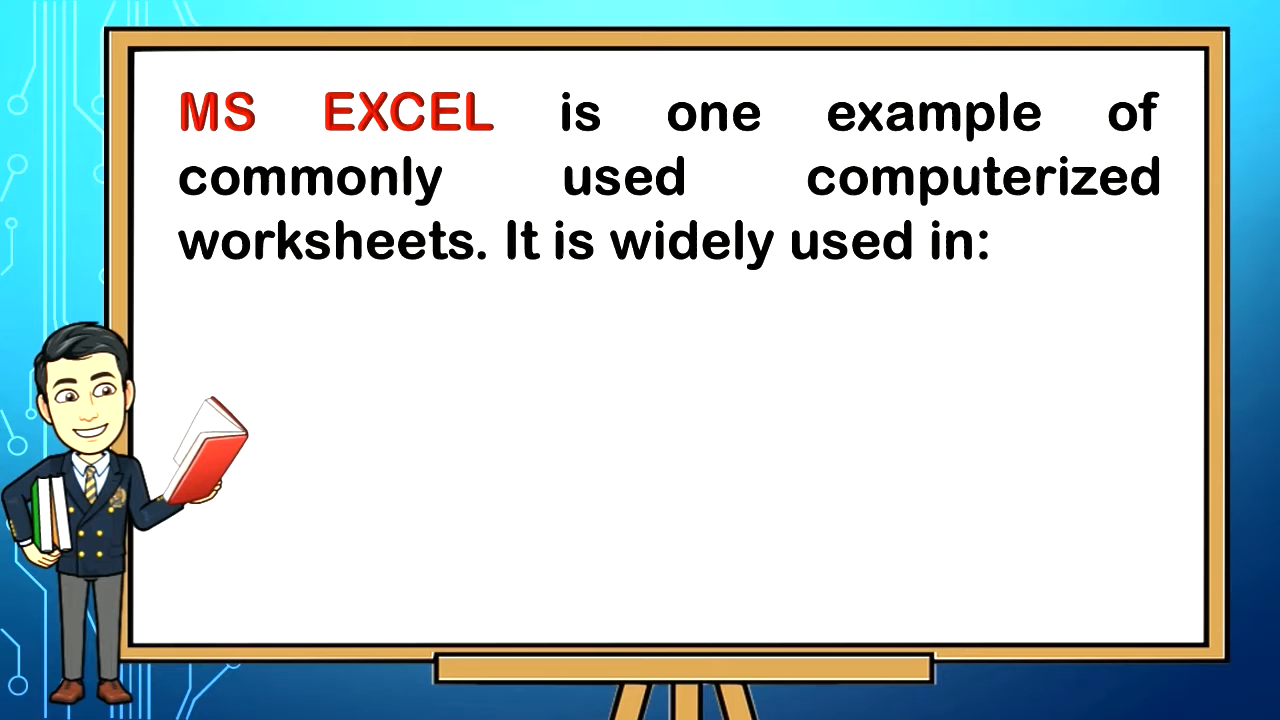 MS EXCEL is one example of
commonly used computerized
worksheets. It is widely used in: